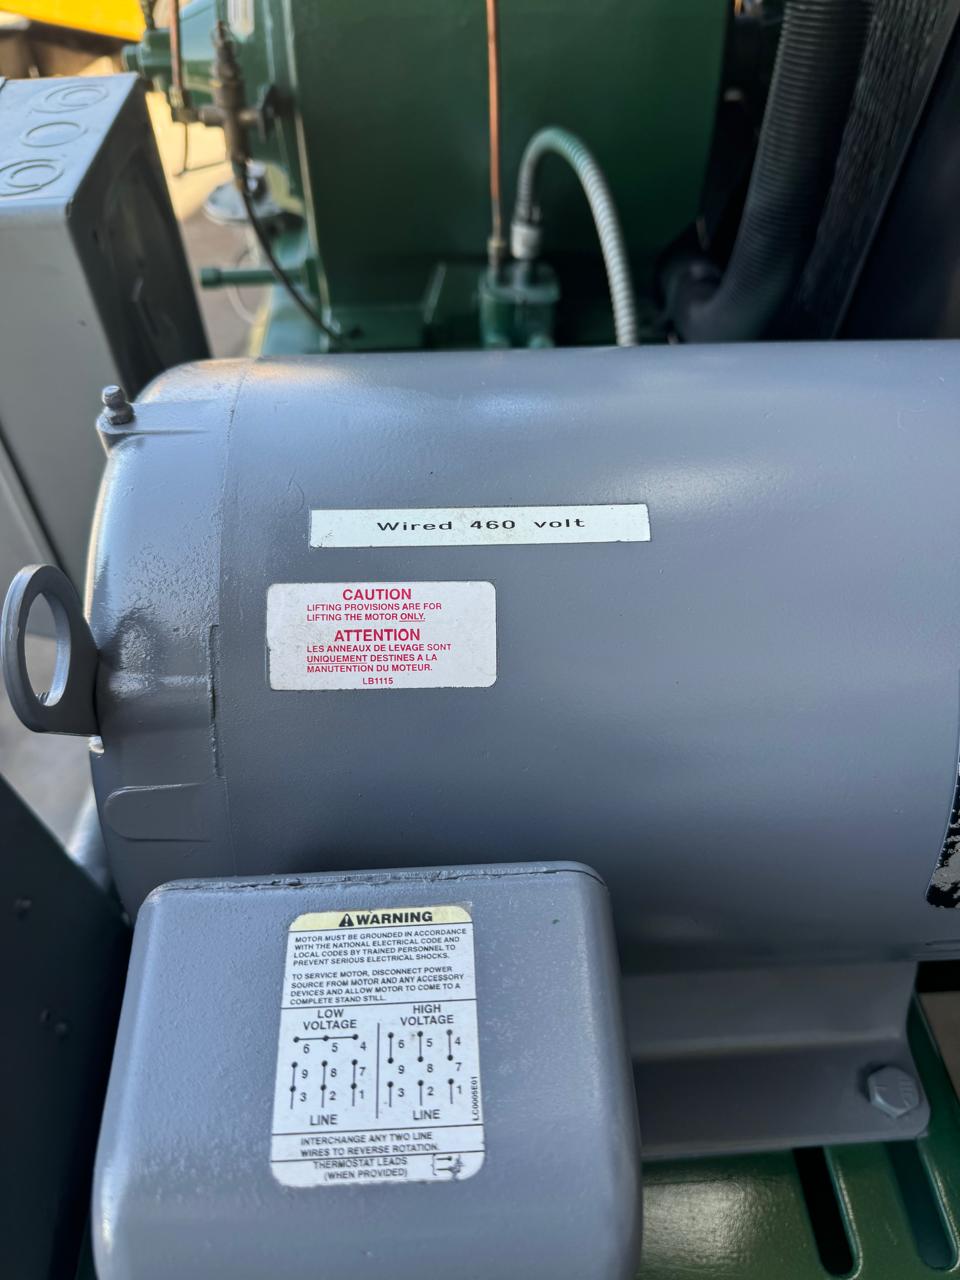 Wired 460 volt
CAUTION
LIFTING PROVISIONS ARE FOR
LIFTING THE MOTOR ONLY.
ATTENTION
LES ANNEAUX DE LEVAGE SONT
UNIQUEMENT DESTINES A LA
MANUTENTION DU MOTEUR.
LB1115
WARNING
MOTOR MUST BE GROUNDED IN ACCORDANCE
WITH THE NATIONAL ELECTRICAL CODE AND
LOCAL CODES BY TRAINED PERSONNEL TO
PREVENT SERIOUS ELECTRICAL SHOCKS.
TO SERVICE MOTOR, DISCONNECT POWER
SOURCE FROM MOTOR AND ANY ACCESSORY
DEVICES AND ALLOW MOTOR TO COME TO A
COMPLETE STAND STILL.
LOW
VOLTAGE
6 5 4
9 8 7
3 2 1
LINE
HIGH
VOLTAGE
6 5 4
9 8 7
3 2 1
LINE
LC0005E01
INTERCHANGE ANY TWO LINE
WIRES TO REVERSE ROTATION.
THERMOSTAT LEADS
(WHEN PROVIDED)